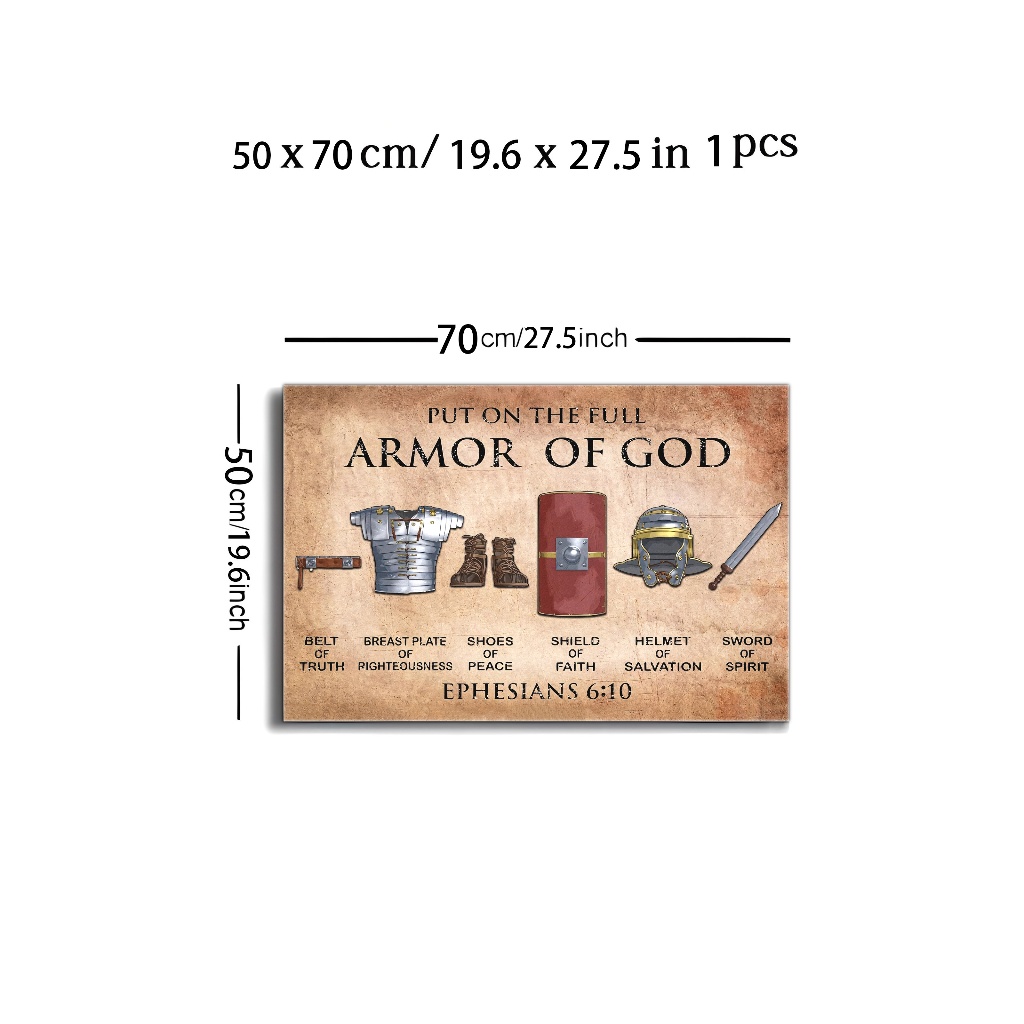 50 x 70 cm/ 19.6 x 27.5 in 1 pcs
70cm/27.5inch
50cm/19.6inch
PUT ON THE FULL
ARMOR OF GOD
BELT
OF
TRUTH
BREAST PLATE
OF
RIGHTEOUSNESS
SHOES
OF
PEACE
SHIELD
OF
FAITH
HELMET
OF
SALVATION
SWORD
OF
SPIRIT
EPHESIANS 6:10